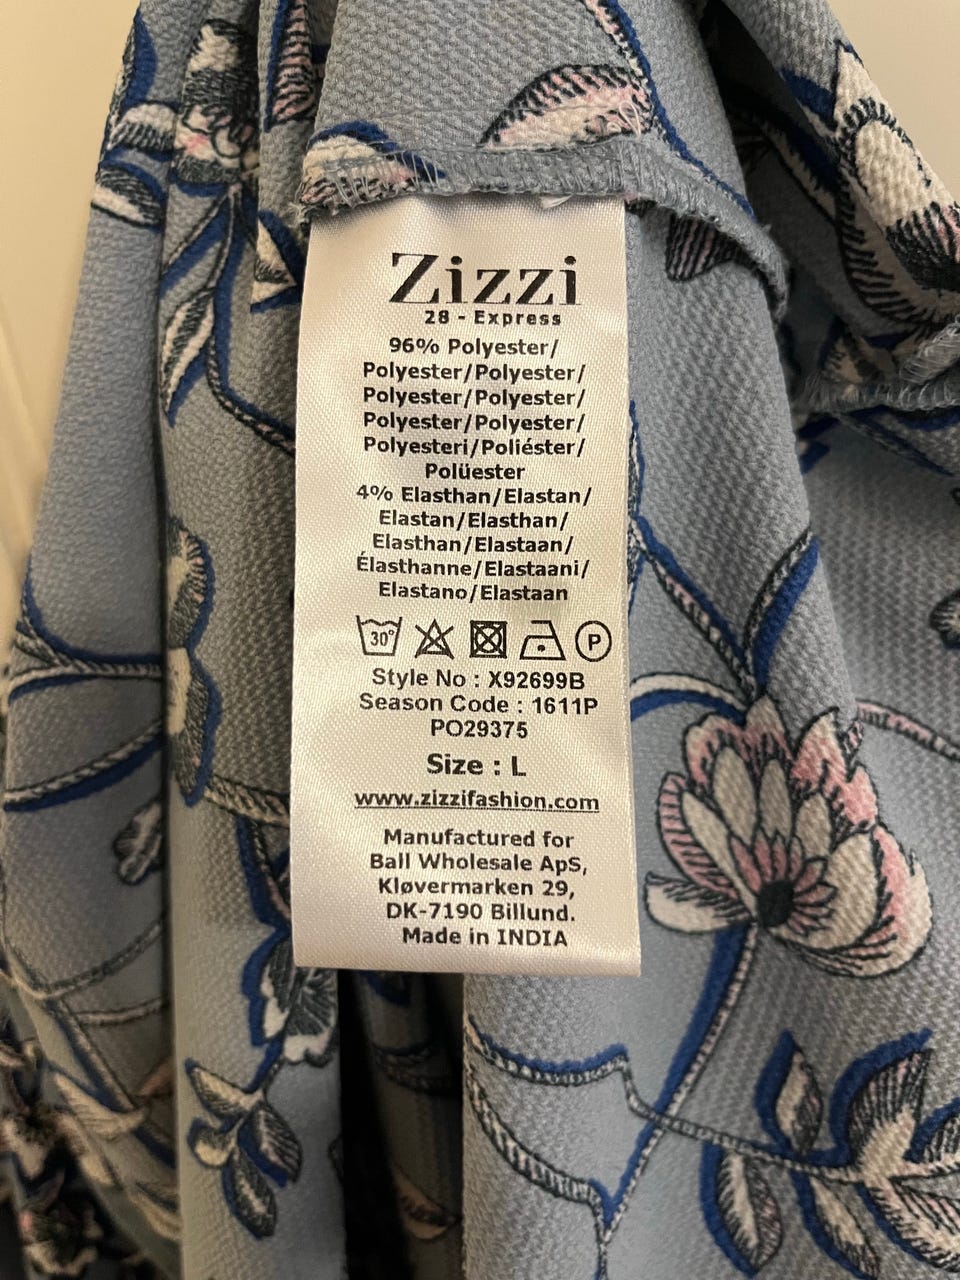 Zizzi
28 - Express
96% Polyester/
Polyester/Polyester/
Polyester/Polyester/
Polyester/Polyester/
Polyesteri/Poliéster/
Polüester
4% Elasthan/Elastan/
Elastan/Elasthan/
Elasthan/Elastaan/
Élasthanne/Elastaani/
Elastano/Elastaan
30° P
Style No : X92699B
Season Code : 1611P
PO29375
Size : L
www.zizzifashion.com
Manufactured for
Ball Wholesale ApS,
Kløvermarken 29,
DK-7190 Billund.
Made in INDIA